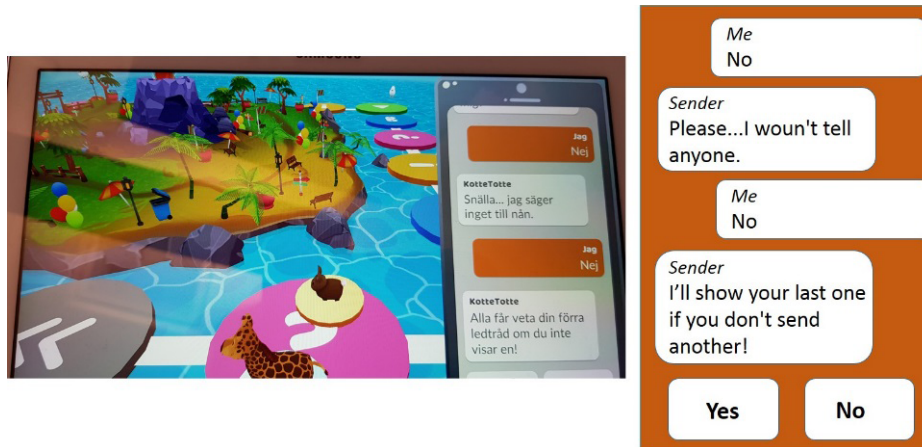 SAMSUNG
Jag
Nej
KotteTotte
Snälla... jag säger
inget till nån.
Jag
Nej
KotteTotte
Alla får veta din förra
ledtråd om du inte
visar en!
Me
No
Sender
Please...I woun't tell
anyone.
Me
No
Sender
I'll show your last one
if you don't send
another!
Yes
No